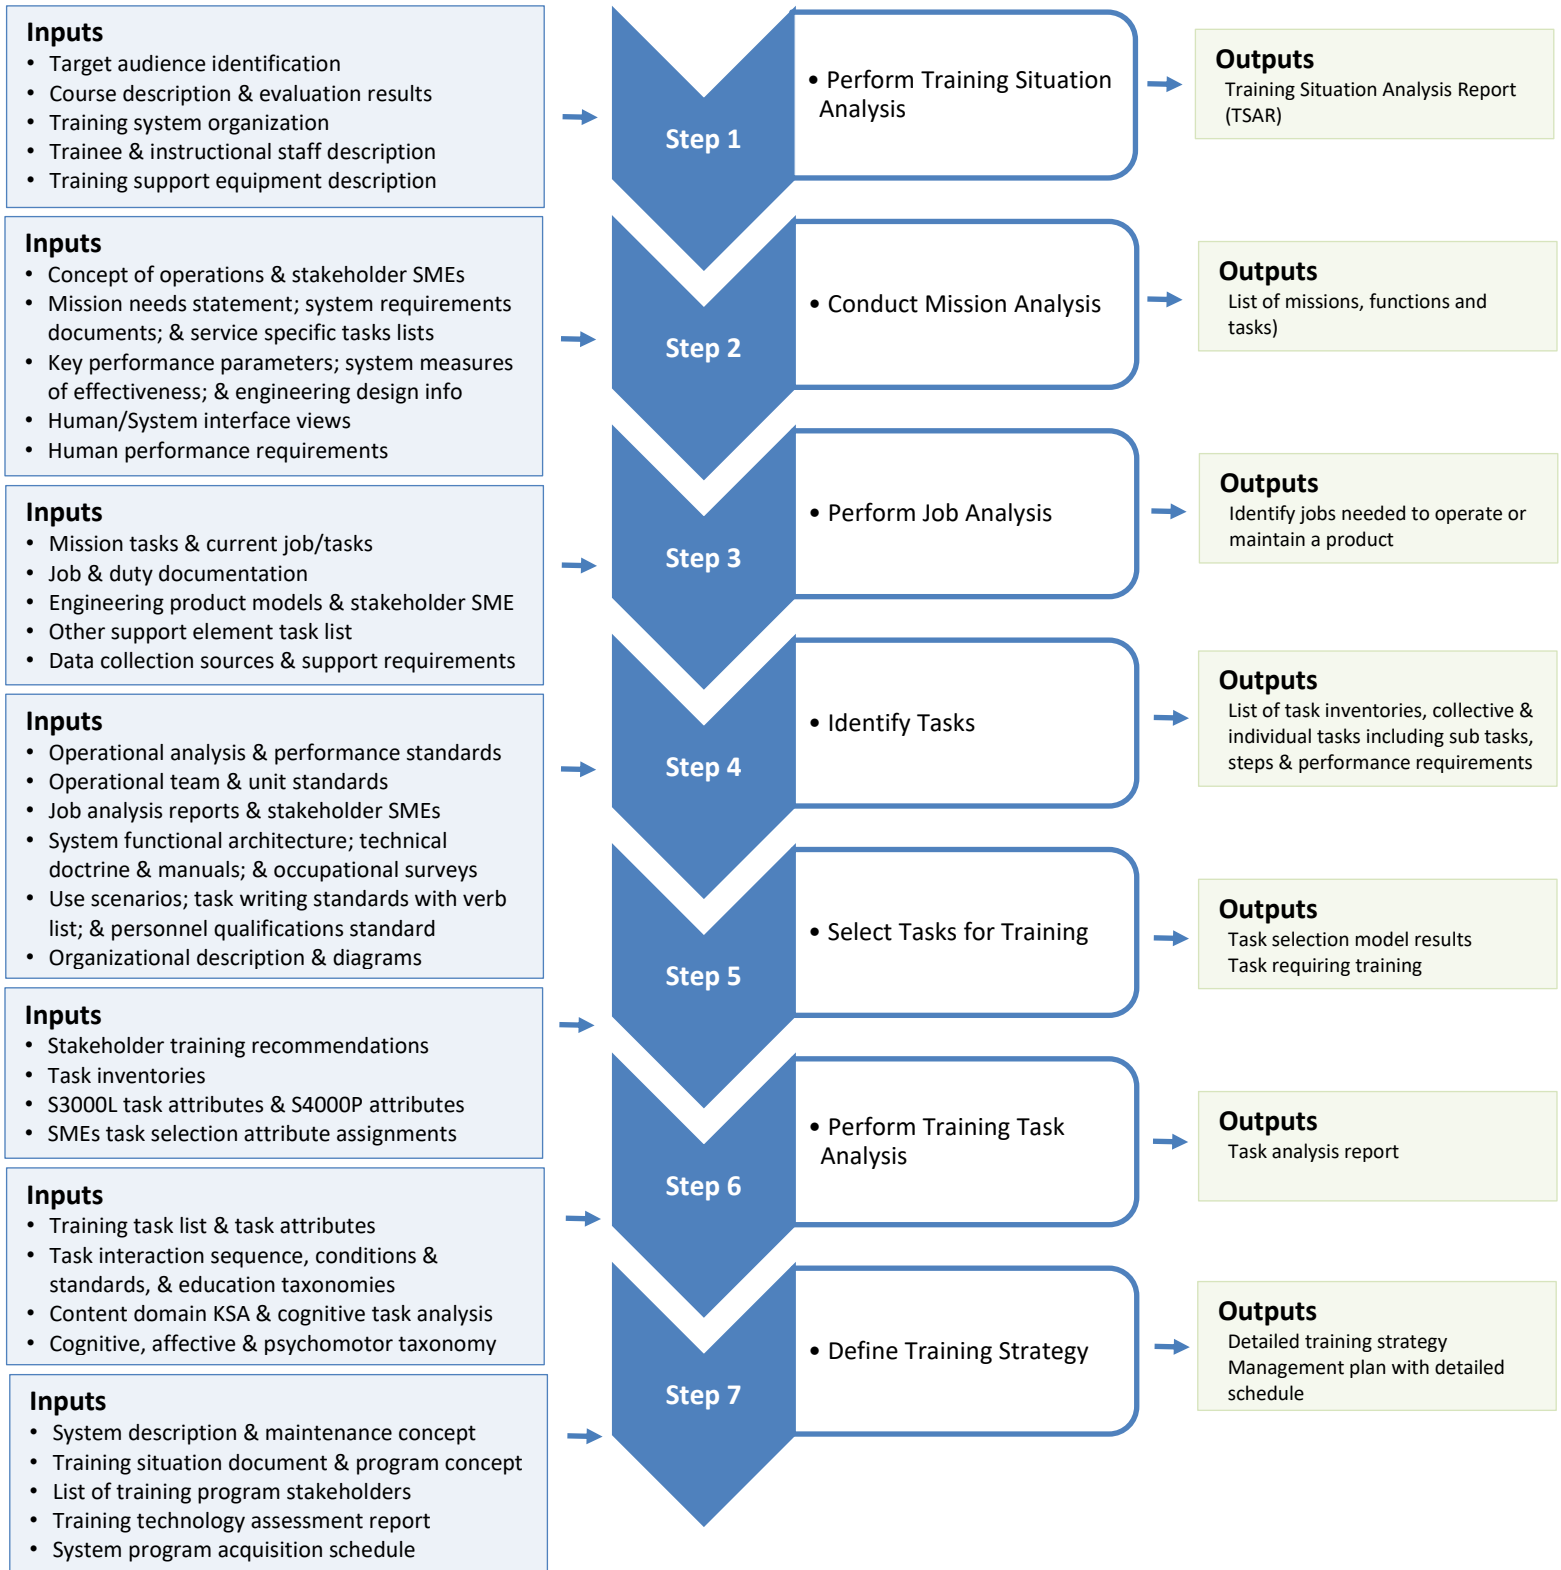 Inputs
• Target audience identification
• Course description & evaluation results
• Training system organization
• Trainee & instructional staff description
• Training support equipment description
Step 1
• Perform Training Situation
Analysis
Outputs
Training Situation Analysis Report
(TSAR)
Inputs
• Concept of operations & stakeholder SMEs
• Mission needs statement; system requirements
documents; & service specific tasks lists
• Key performance parameters; system measures
of effectiveness; & engineering design info
• Human/System interface views
• Human performance requirements
Step 2
• Conduct Mission Analysis
Outputs
List of missions, functions and
tasks)
Inputs
• Mission tasks & current job/tasks
• Job & duty documentation
• Engineering product models & stakeholder SME
• Other support element task list
• Data collection sources & support requirements
Step 3
• Perform Job Analysis
Outputs
Identify jobs needed to operate or
maintain a product
Inputs
• Operational analysis & performance standards
• Operational team & unit standards
• Job analysis reports & stakeholder SMEs
• System functional architecture; technical
doctrine & manuals; & occupational surveys
• Use scenarios; task writing standards with verb
list; & personnel qualifications standard
• Organizational description & diagrams
Step 4
• Identify Tasks
Outputs
List of task inventories, collective &
individual tasks including sub tasks,
steps & performance requirements
Inputs
• Stakeholder training recommendations
• Task inventories
• S3000L task attributes & S4000P attributes
• SMEs task selection attribute assignments
Step 5
• Select Tasks for Training
Outputs
Task selection model results
Task requiring training
Inputs
• Training task list & task attributes
• Task interaction sequence, conditions &
standards, & education taxonomies
• Content domain KSA & cognitive task analysis
• Cognitive, affective & psychomotor taxonomy
Step 6
• Perform Training Task
Analysis
Outputs
Task analysis report
Inputs
• System description & maintenance concept
• Training situation document & program concept
• List of training program stakeholders
• Training technology assessment report
• System program acquisition schedule
Step 7
• Define Training Strategy
Outputs
Detailed training strategy
Management plan with detailed
schedule